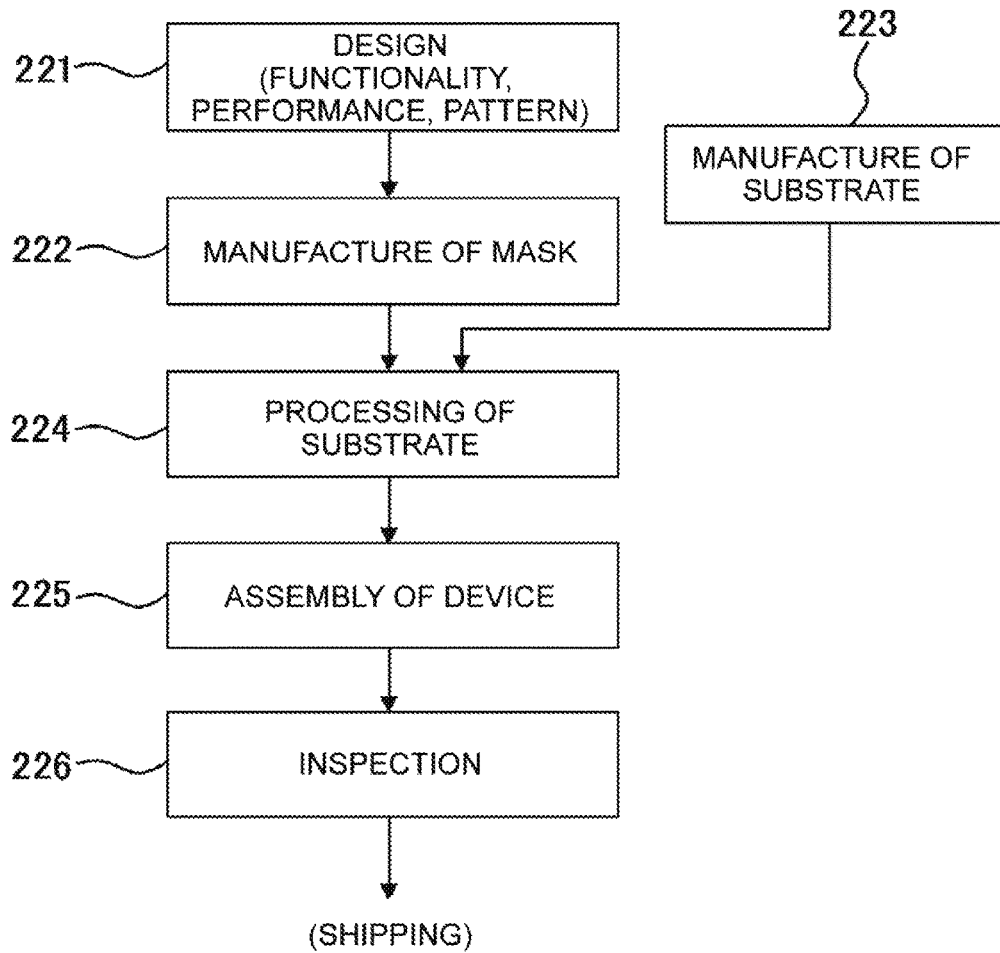 221
DESIGN
(FUNCTIONALITY,
PERFORMANCE, PATTERN)
223
MANUFACTURE OF
SUBSTRATE
222
MANUFACTURE OF MASK
224
PROCESSING OF
SUBSTRATE
225
ASSEMBLY OF DEVICE
226
INSPECTION
(SHIPPING)